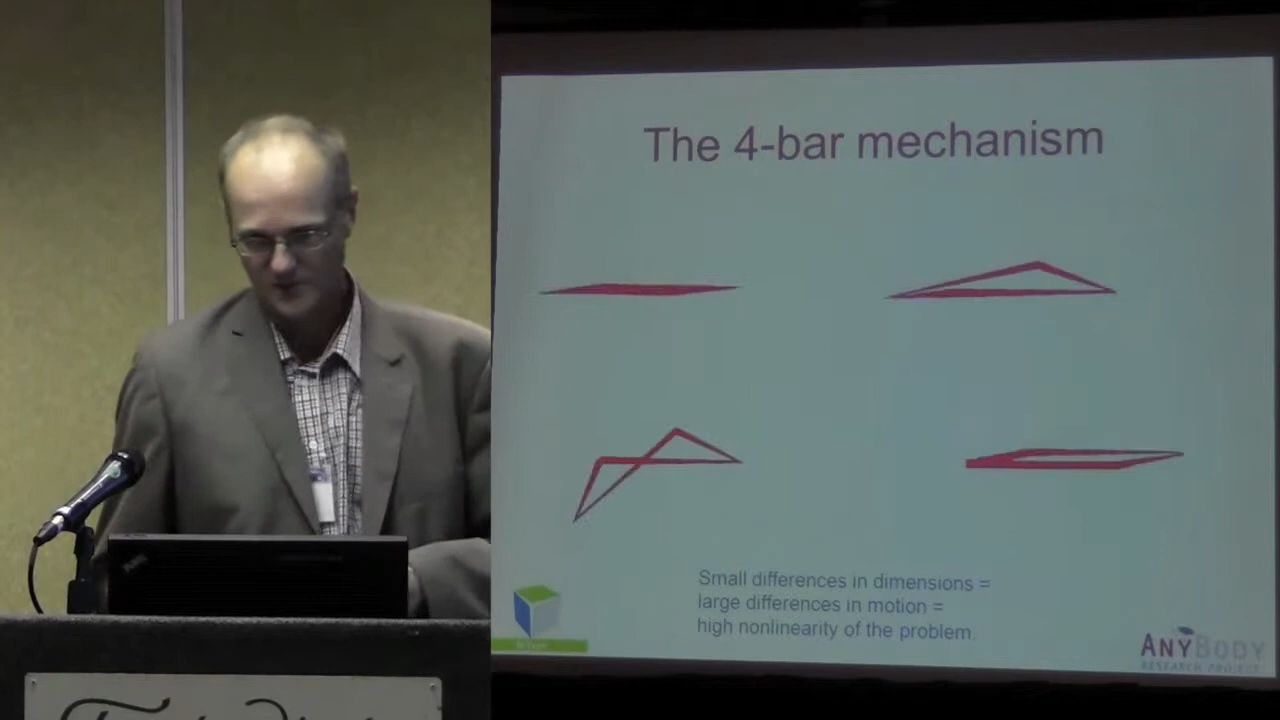 The 4-bar mechanism
Small differences in dimensions =
large differences in motion =
high nonlinearity of the problem.
ANYBODY
RESEARCH PROJECT